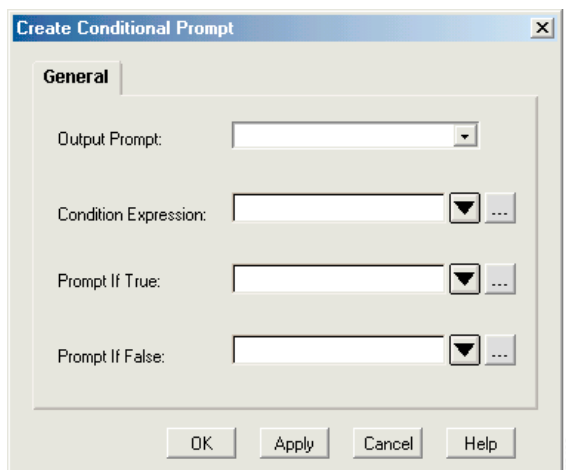 Create Conditional Prompt
General
Output Prompt:
Condition Expression:
...
Prompt If True:
...
Prompt If False:
...
OK Apply Cancel Help